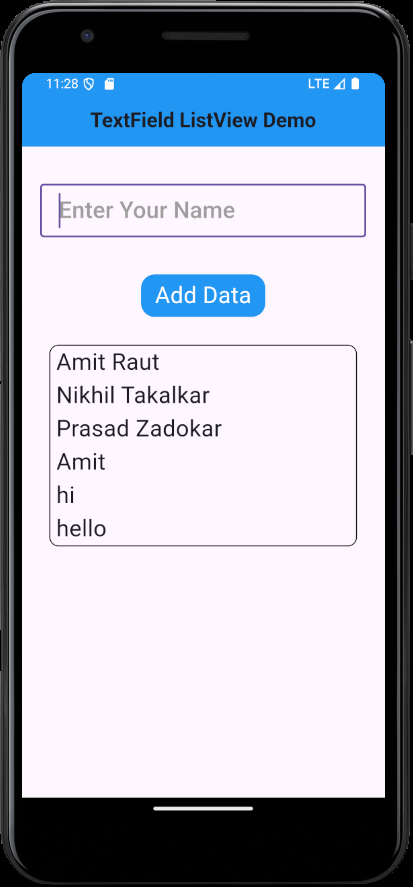 11:28 LTE
TextField ListView Demo
Enter Your Name
Add Data
Amit Raut
Nikhil Takalkar
Prasad Zadokar
Amit
hi
hello